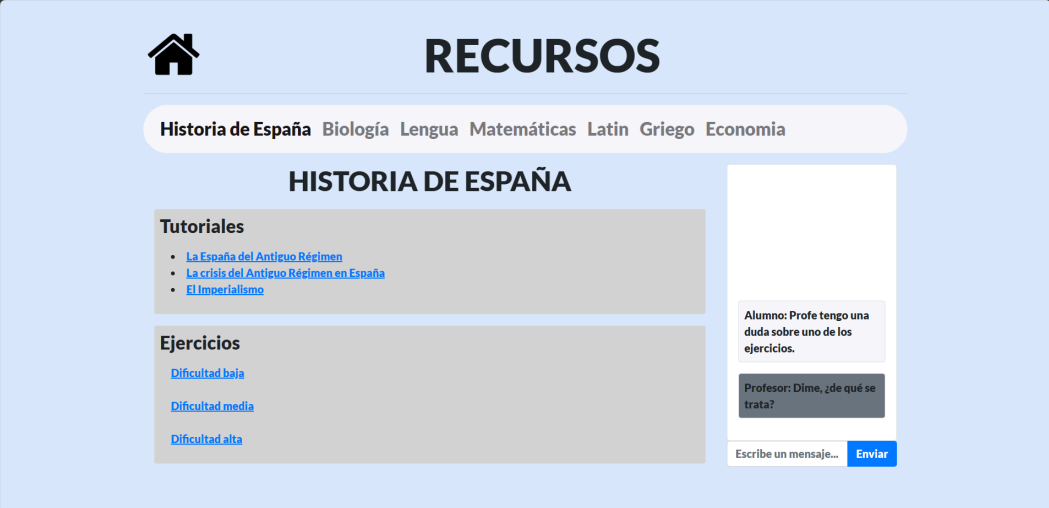 RECURSOS
Historia de España Biología Lengua Matemáticas Latin Griego Economia
HISTORIA DE ESPAÑA
Tutoriales
La España del Antiguo Régimen
La crisis del Antiguo Régimen en España
El Imperialismo
Ejercicios
Dificultad baja
Dificultad media
Dificultad alta
Alumno: Profe tengo una
duda sobre uno de los
ejercicios.
Profesor: Dime, ¿de qué se
trata?
Escribe un mensaje... Enviar